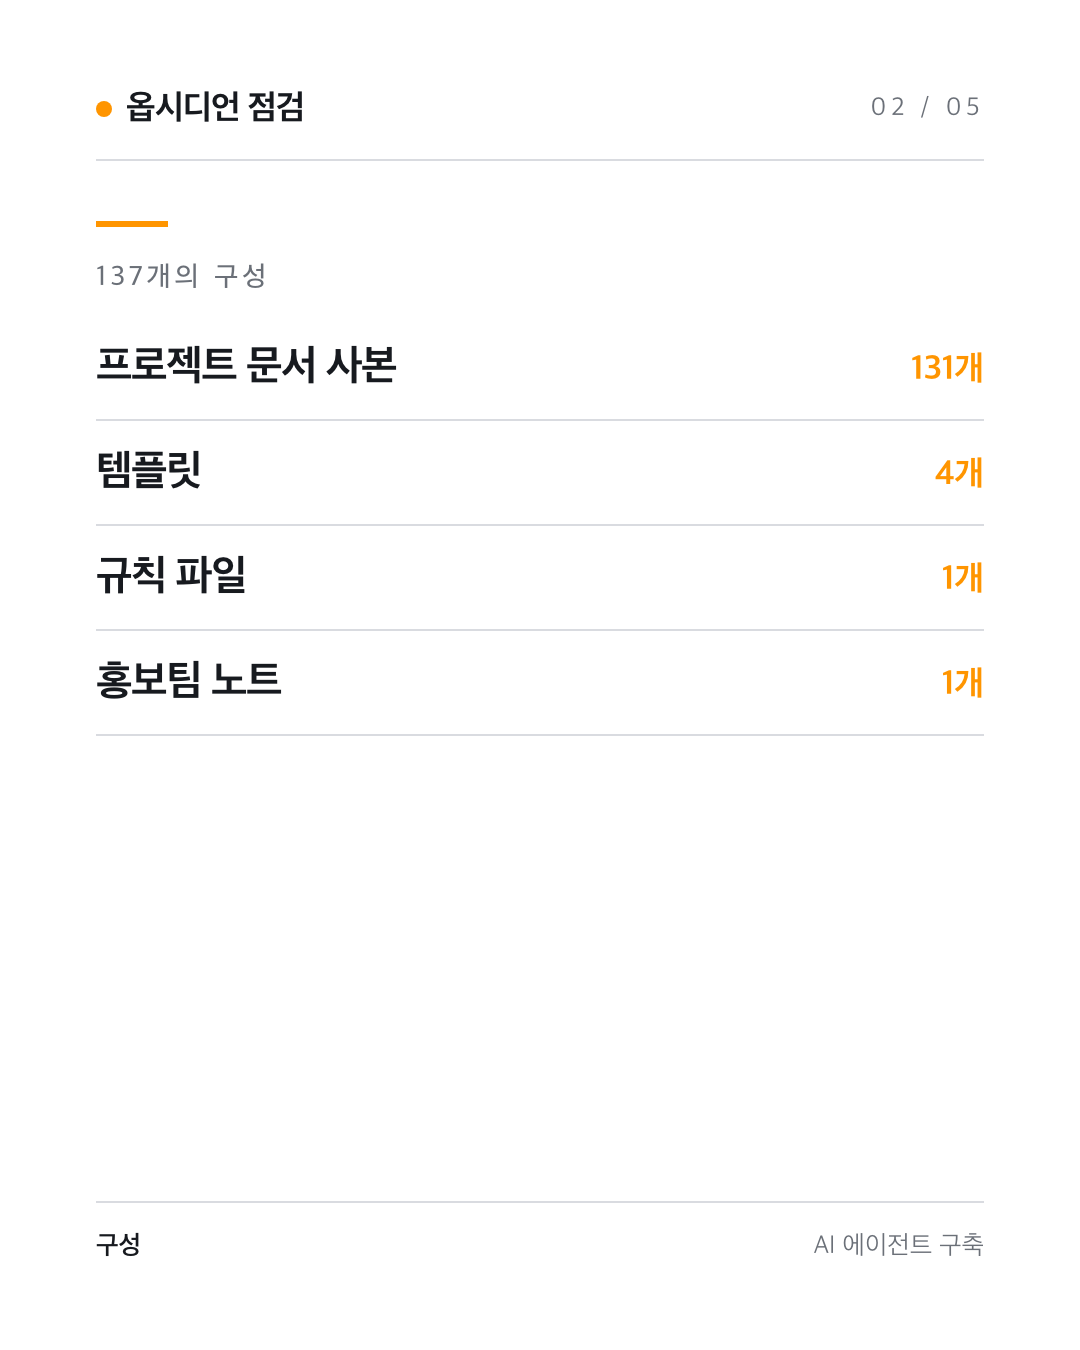 옵시디언 점검
02 / 05
137개의 구성
프로젝트 문서 사본 131개
템플릿 4개
규칙 파일 1개
홍보팀 노트 1개
구성
AI 에이전트 구축